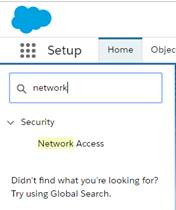 Setup
Home
Objec
network
Security
Network Access
Didn't find what you're looking for?
Try using Global Search.